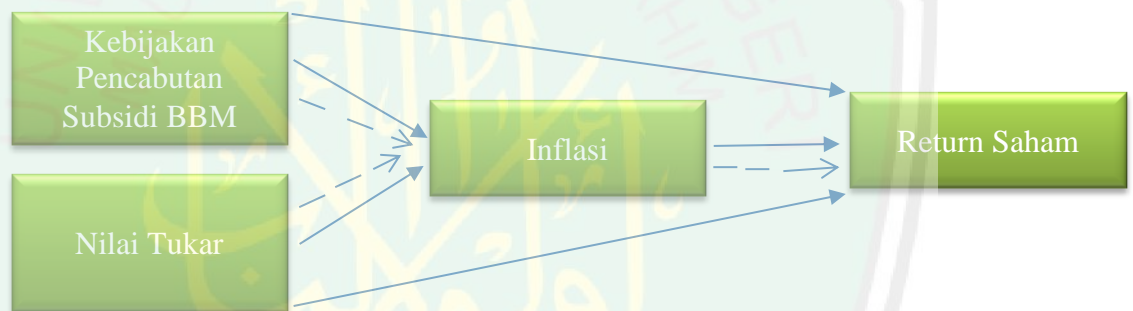 Kebijakan
Pencabutan
Subsidi BBM
Inflasi
Return Saham
Nilai Tukar